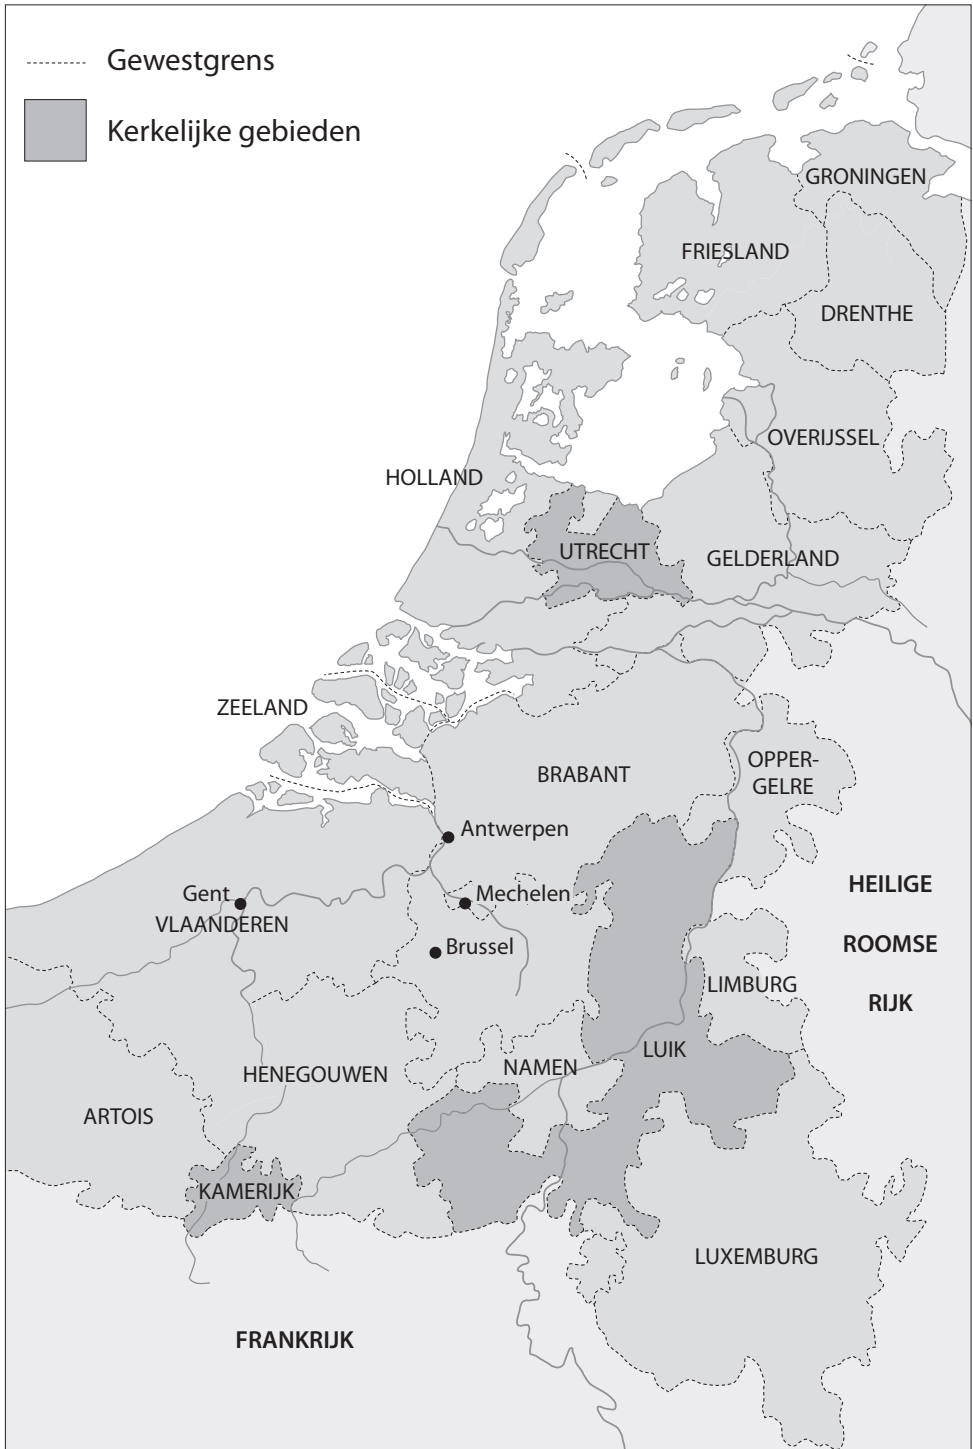 Gewestgrens
Kerkelijke gebieden
GRONINGEN
FRIESLAND
DRENTHE
OVERIJSSEL
HOLLAND
UTRECHT
GELDERLAND
ZEELAND
BRABANT
OPPER-
GELRE
Antwerpen
HEILIGE
ROOMSE
RIJK
Gent
Mechelen
VLAANDEREN
Brussel
LIMBURG
LUIK
NAMEN
HENEGOUWEN
ARTOIS
KAMERIJK
LUXEMBURG
FRANKRIJK